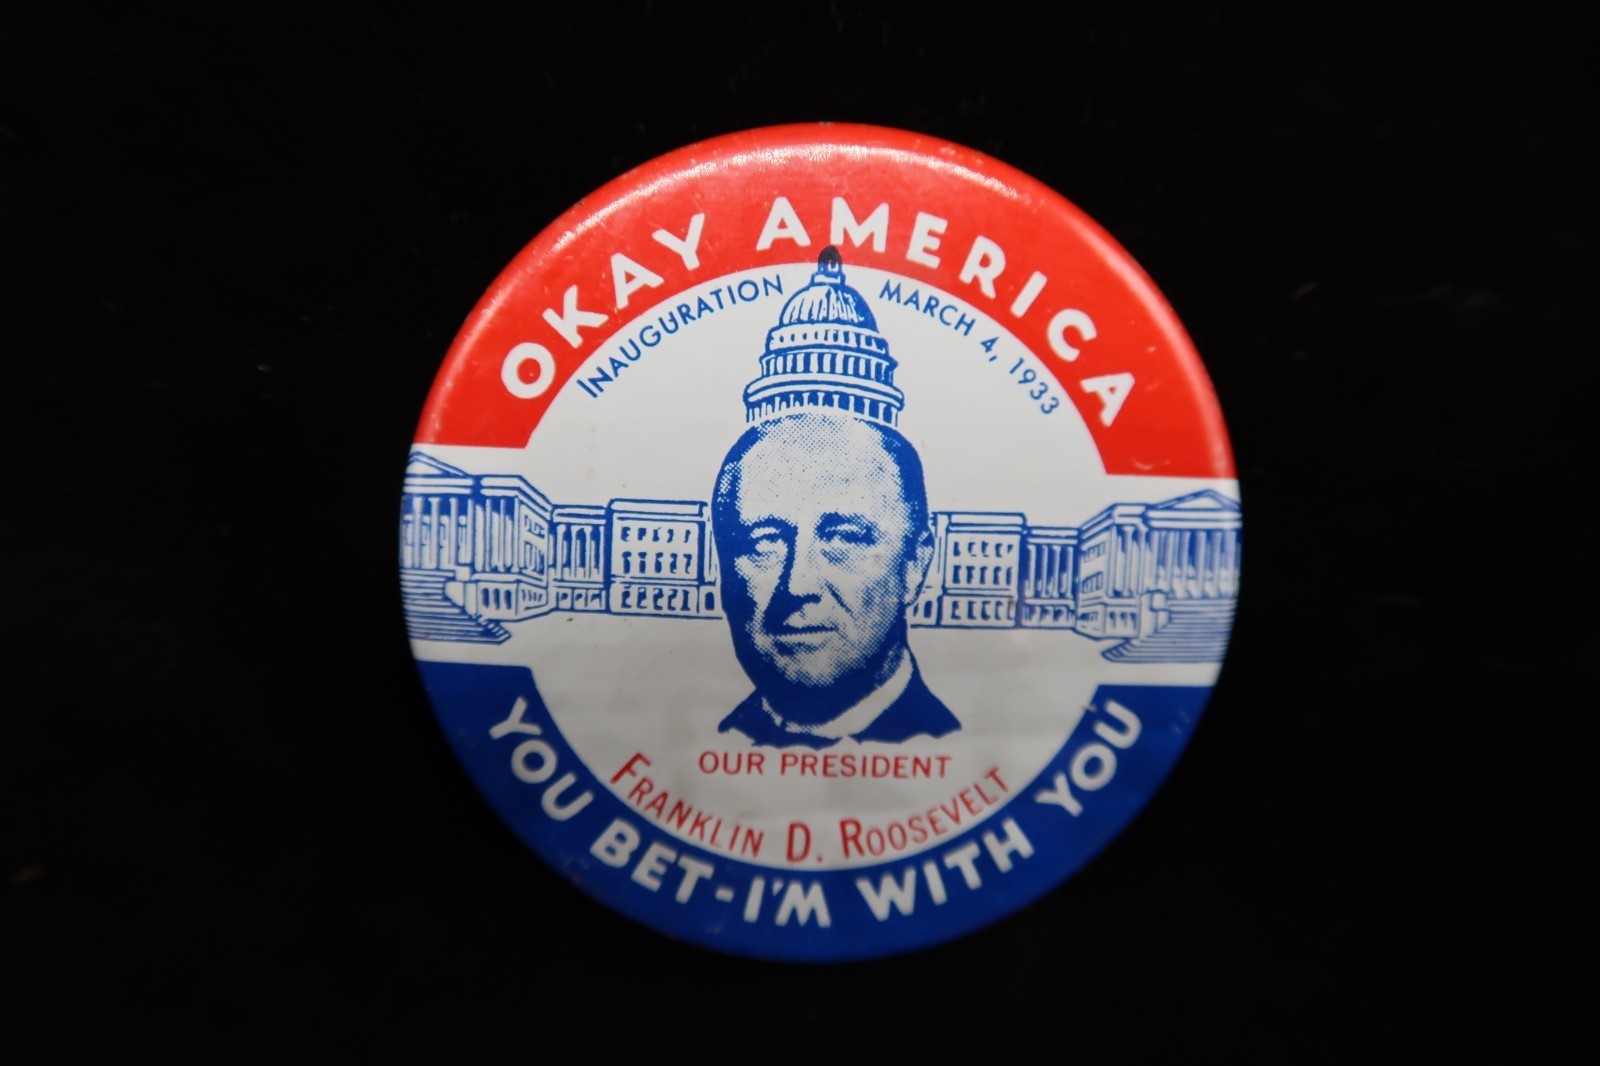 OKAY AMERICA
INAUGURATION MARCH 4, 1933
OUR PRESIDENT
FRANKLIN D. ROOSEVELT
YOU BET-I'M WITH YOU